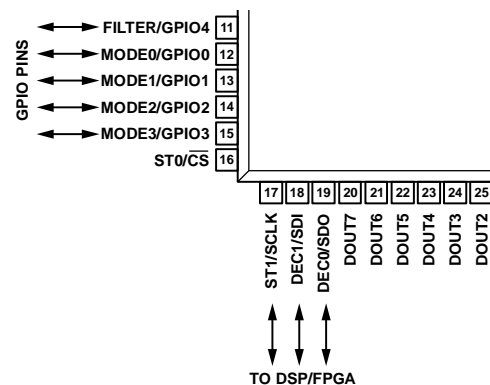 GPIO PINS
FILTER/GPIO4 11
MODE0/GPIO0 12
MODE1/GPIO1 13
MODE2/GPIO2 14
MODE3/GPIO3 15
ST0/C̅S̅ 16
17 18 19 20 21 22 23 24 25
ST1/SCLK
DEC1/SDI
DEC0/SDO
DOUT7
DOUT6
DOUT5
DOUT4
DOUT3
DOUT2
TO DSP/FPGA